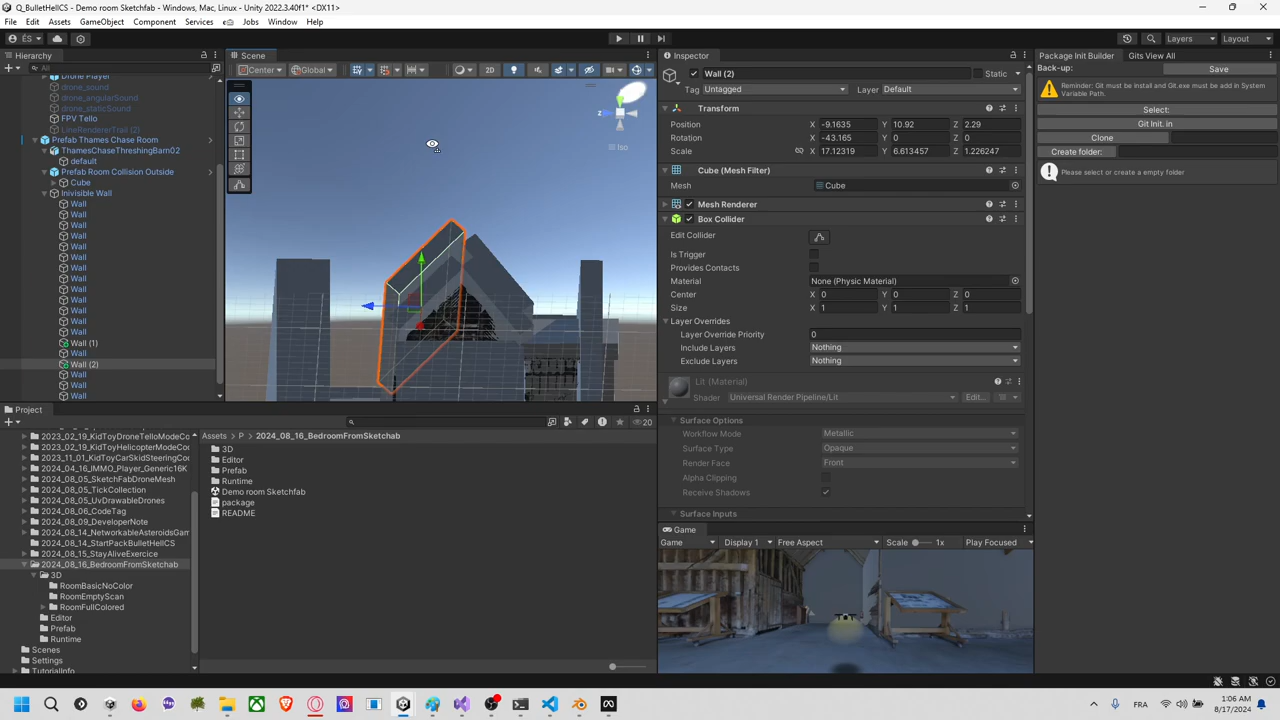 Q_BulletHellCS - Demo room Sketchfab - Windows, Mac, Linux - Unity 2022.3.40f1* <DX11>
File Edit Assets GameObject Component Services Jobs Window Help
ÉS Layers Layout
Hierarchy
All
Drone Player
drone_sound
drone_angularSound
drone_staticSound
FPV Tello
LineRendererTrail (2)
Prefab Thames Chase Room
ThamesChaseThreshingBarn02
default
Prefab Room Collision Outside
Cube
Invisible Wall
Wall
Wall
Wall
Wall
Wall
Wall
Wall
Wall
Wall
Wall
Wall
Wall
Wall
Wall (1)
Wall
Wall (2)
Wall
Wall
Wall
Scene
Center Global 2D
z
Iso
Project
20
2023_02_19_KidToyDroneTelloModeCo
2023_02_19_KidToyHelicopterModeCo
2023_11_01_KidToyCarSkidSteeringCo
2024_04_16_IMMO_Player_Generic16K
2024_08_05_SketchFabDroneMesh
2024_08_05_TickCollection
2024_08_05_UvDrawableDrones
2024_08_06_CodeTag
2024_08_09_DeveloperNote
2024_08_14_NetworkableAsteroidsGam
2024_08_14_StartPackBulletHellCS
2024_08_15_StayAliveExercice
2024_08_16_BedroomFromSketchab
3D
RoomBasicNoColor
RoomEmptyScan
RoomFullColored
Editor
Prefab
Runtime
Scenes
Settings
TutorialInfo
Assets > P > 2024_08_16_BedroomFromSketchab
3D
Editor
Prefab
Runtime
Demo room Sketchfab
package
README
Inspector
Wall (2) Static
Tag Untagged Layer Default
Transform
Position X -9.1635 Y 10.92 Z 2.29
Rotation X -43.165 Y 0 Z 0
Scale X 17.12319 Y 6.613457 Z 1.226247
Cube (Mesh Filter)
Mesh Cube
Mesh Renderer
Box Collider
Edit Collider
Is Trigger
Provides Contacts
Material None (Physic Material)
Center X 0 Y 0 Z 0
Size X 1 Y 1 Z 1
Layer Overrides
Layer Override Priority 0
Include Layers Nothing
Exclude Layers Nothing
Lit (Material)
Shader Universal Render Pipeline/Lit Edit...
Surface Options
Workflow Mode Metallic
Surface Type Opaque
Render Face Front
Alpha Clipping
Receive Shadows
Surface Inputs
Game
Game Display 1 Free Aspect Scale 1x Play Focused
Package Init Builder Gits View All
Back-up: Save
Reminder: Git must be install and Git.exe must be add in System Variable Path.
Select:
Git Init. in
Clone
Create folder:
Please select or create a empty folder
FRA 1:06 AM
8/17/2024